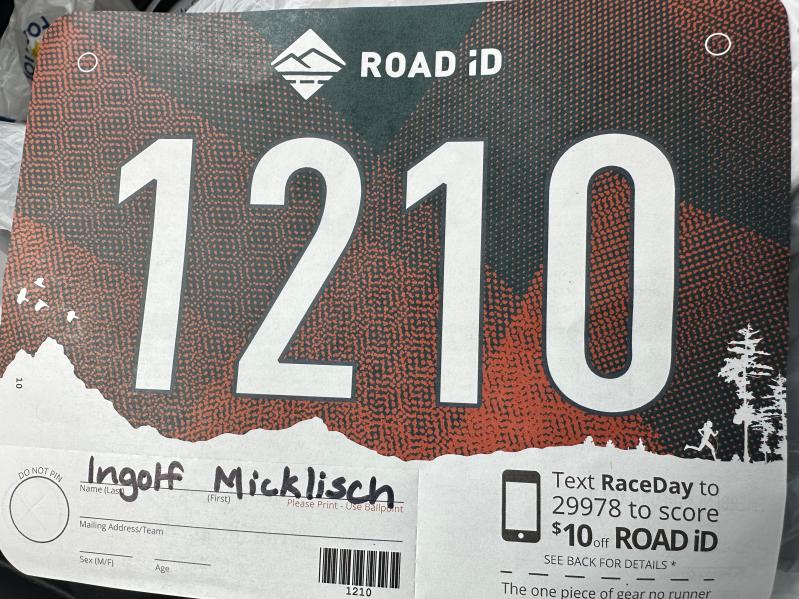 ROAD iD
1210
10
DO NOT PIN
Ingolf Micklisch
Name (Last) (First) Please Print - Use Ballpoint
Mailing Address/Team
Sex (M/F) Age
1210
Text RaceDay to
29978 to score
$10 off ROAD iD
SEE BACK FOR DETAILS *
The one piece of gear no runner